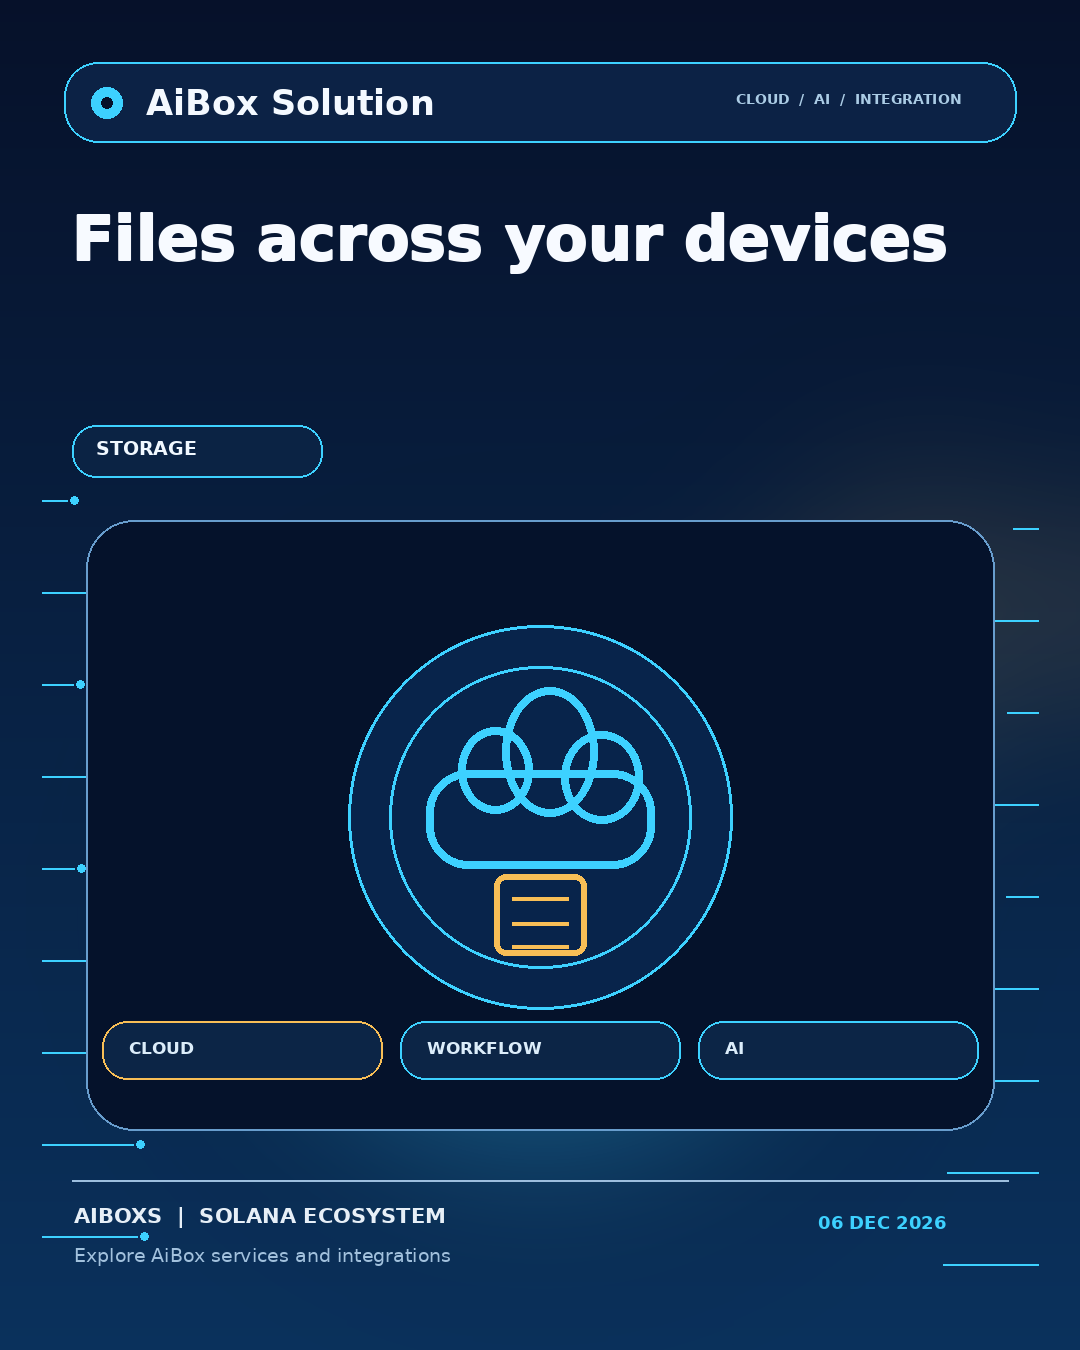 AiBox Solution
CLOUD / AI / INTEGRATION
Files across your devices
STORAGE
CLOUD
WORKFLOW
AI
AIBOXS | SOLANA ECOSYSTEM
06 DEC 2026
Explore AiBox services and integrations